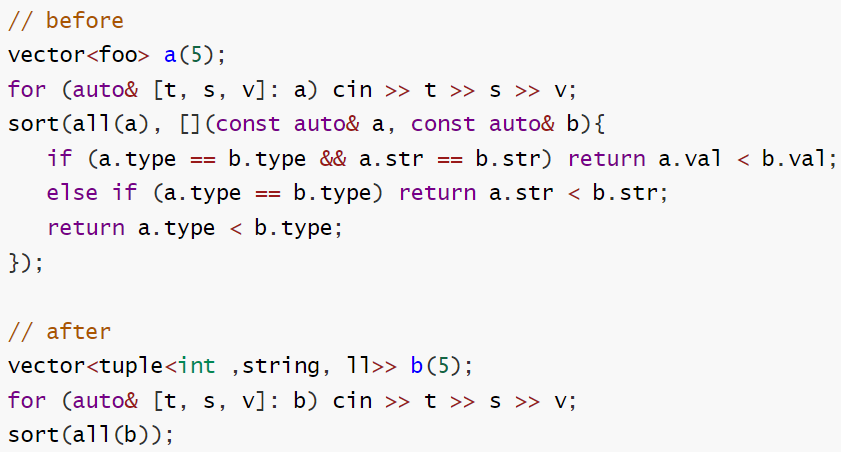 // before
vector<foo> a(5);
for (auto& [t, s, v]: a) cin >> t >> s >> v;
sort(all(a), [](const auto& a, const auto& b){
   if (a.type == b.type && a.str == b.str) return a.val < b.val;
   else if (a.type == b.type) return a.str < b.str;
   return a.type < b.type;
});

// after
vector<tuple<int ,string, ll>> b(5);
for (auto& [t, s, v]: b) cin >> t >> s >> v;
sort(all(b));